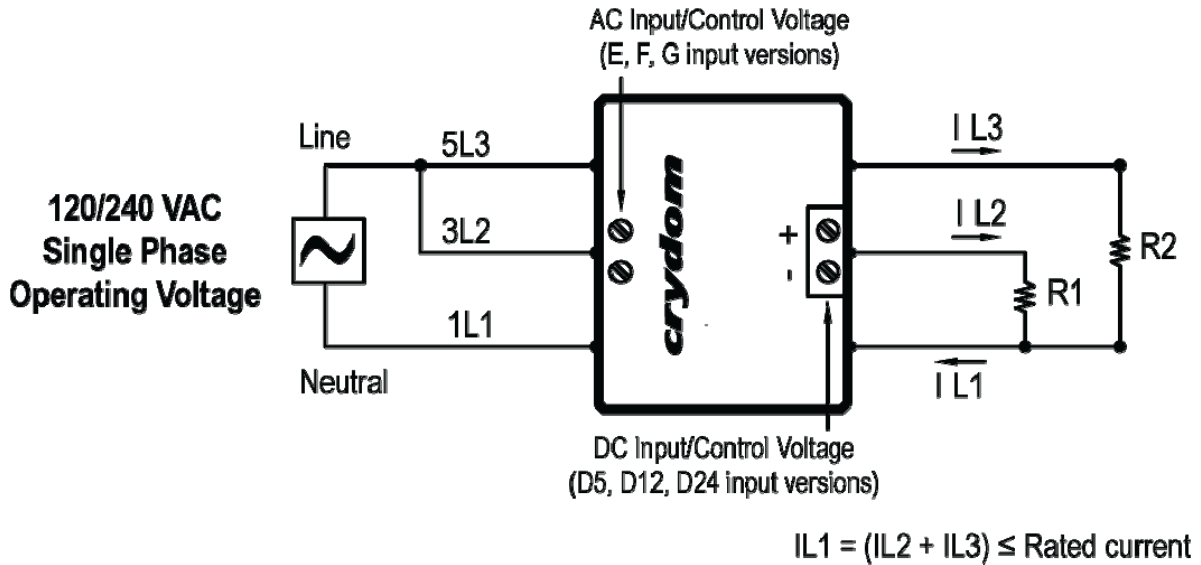 AC Input/Control Voltage
(E, F, G input versions)
Line
5L3
I L3
120/240 VAC
Single Phase
Operating Voltage
3L2
crydom
+
-
I L2
R2
R1
1L1
Neutral
I L1
DC Input/Control Voltage
(D5, D12, D24 input versions)
IL1 = (IL2 + IL3) ≤ Rated current